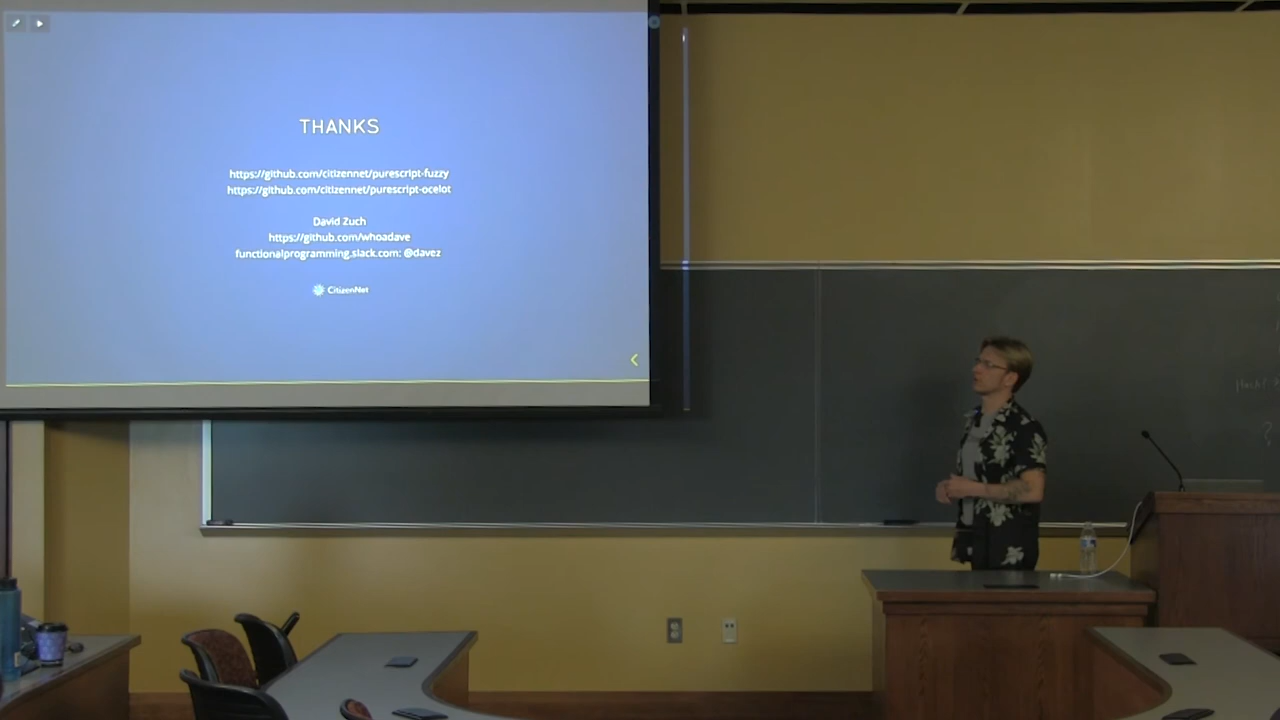 THANKS
https://github.com/citizennet/purescript-fuzzy
https://github.com/citizennet/purescript-ocelot
David Zuch
https://github.com/whoadave
functionalprogramming.slack.com: @davez
CitizenNet